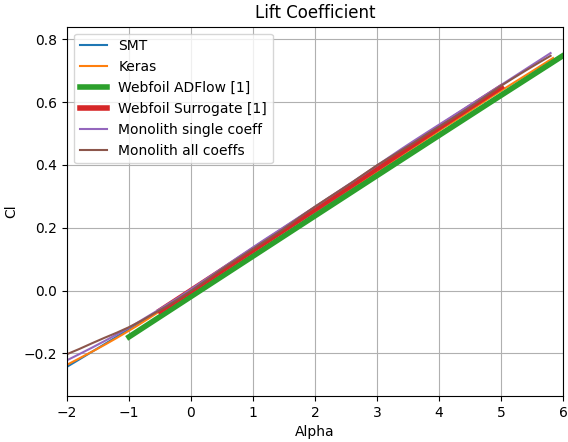 Lift Coefficient
SMT
Keras
Webfoil ADFlow [1]
Webfoil Surrogate [1]
Monolith single coeff
Monolith all coeffs
0.8
0.6
0.4
0.2
0.0
−0.2
Cl
−2 −1 0 1 2 3 4 5 6
Alpha